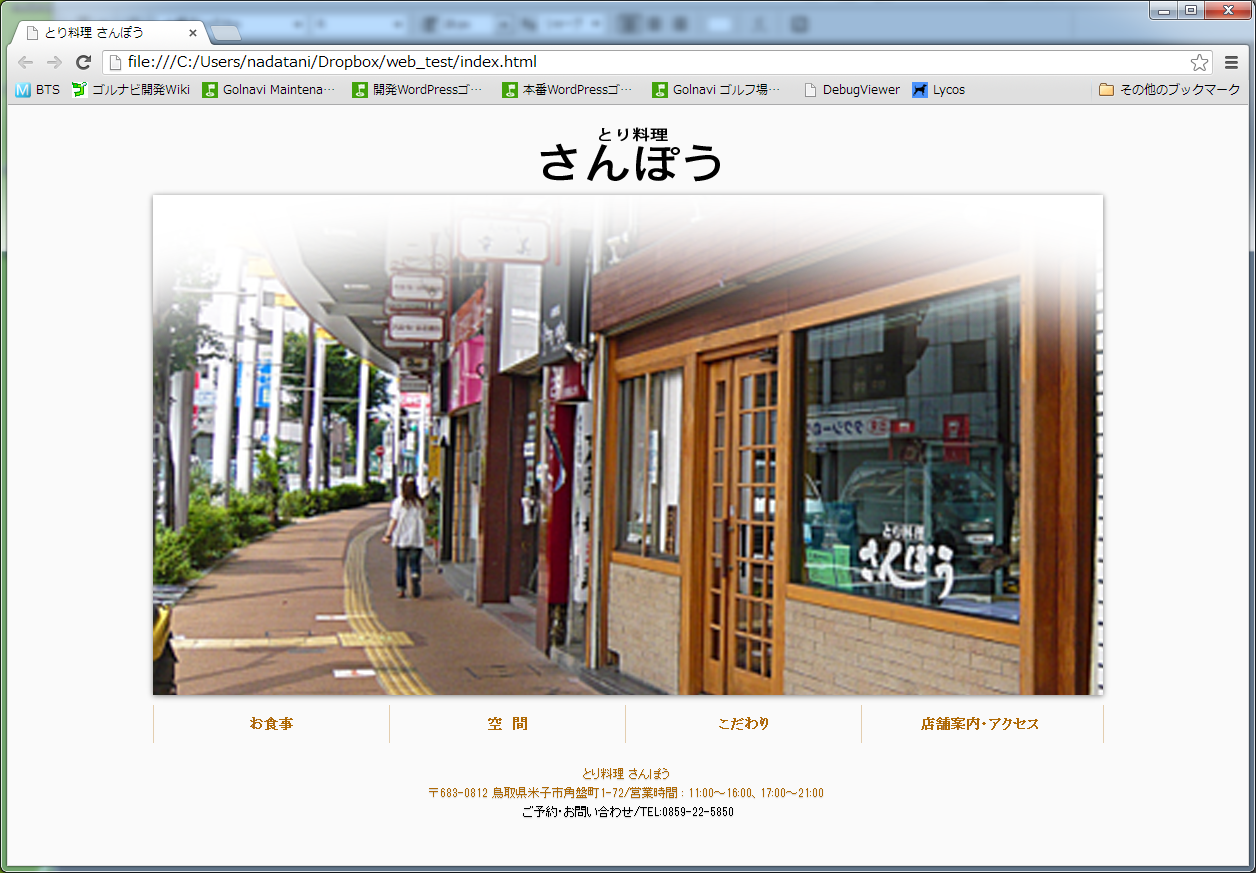 とり料理 さんぽう
file:///C:/Users/nadatani/Dropbox/web_test/index.html
BTS ゴルナビ開発Wiki Golnavi Maintena… 開発WordPressゴ… 本番WordPressゴ… Golnavi ゴルフ場… DebugViewer Lycos その他のブックマーク
とり料理
さんぽう
とり料理
さんぽう
お食事 空 間 こだわり 店舗案内・アクセス
とり料理 さんぽう
〒683-0812 鳥取県米子市角盤町1-72/営業時間 : 11:00～16:00、17:00～21:00
ご予約・お問い合わせ/TEL:0859-22-5850